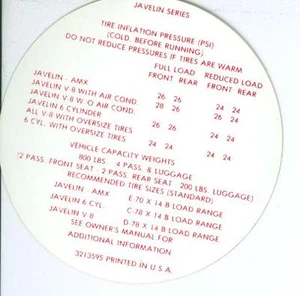 JAVELIN SERIES
TIRE INFLATION PRESSURE (PSI)
(COLD, BEFORE RUNNING)
DO NOT REDUCE PRESSURES IF TIRES ARE WARM
FULL LOAD REDUCED LOAD
FRONT REAR FRONT REAR
JAVELIN - AMX 26 26 24 24
JAVELIN V-8 WITH AIR COND. 28 26 24
JAVELIN V-8 W/O AIR COND. 26 26 24 24
JAVELIN 6 CYLINDER
ALL V-8 WITH OVERSIZE TIRES 24 24 24 24
6 CYL. WITH OVERSIZE TIRES
VEHICLE CAPACITY WEIGHTS
800 LBS. 4 PASS. & LUGGAGE
(2 PASS. FRONT SEAT - 2 PASS. REAR SEAT 200 LBS. LUGGAGE)
RECOMMENDED TIRE SIZES (STANDARD)
JAVELIN - AMX E-70 X 14 B LOAD RANGE
JAVELIN 6 CYL. C-78 X 14 B LOAD RANGE
JAVELIN V-8 D-78 X 14 B LOAD RANGE
SEE OWNER'S MANUAL FOR
ADDITIONAL INFORMATION
3213595 PRINTED IN U.S.A.